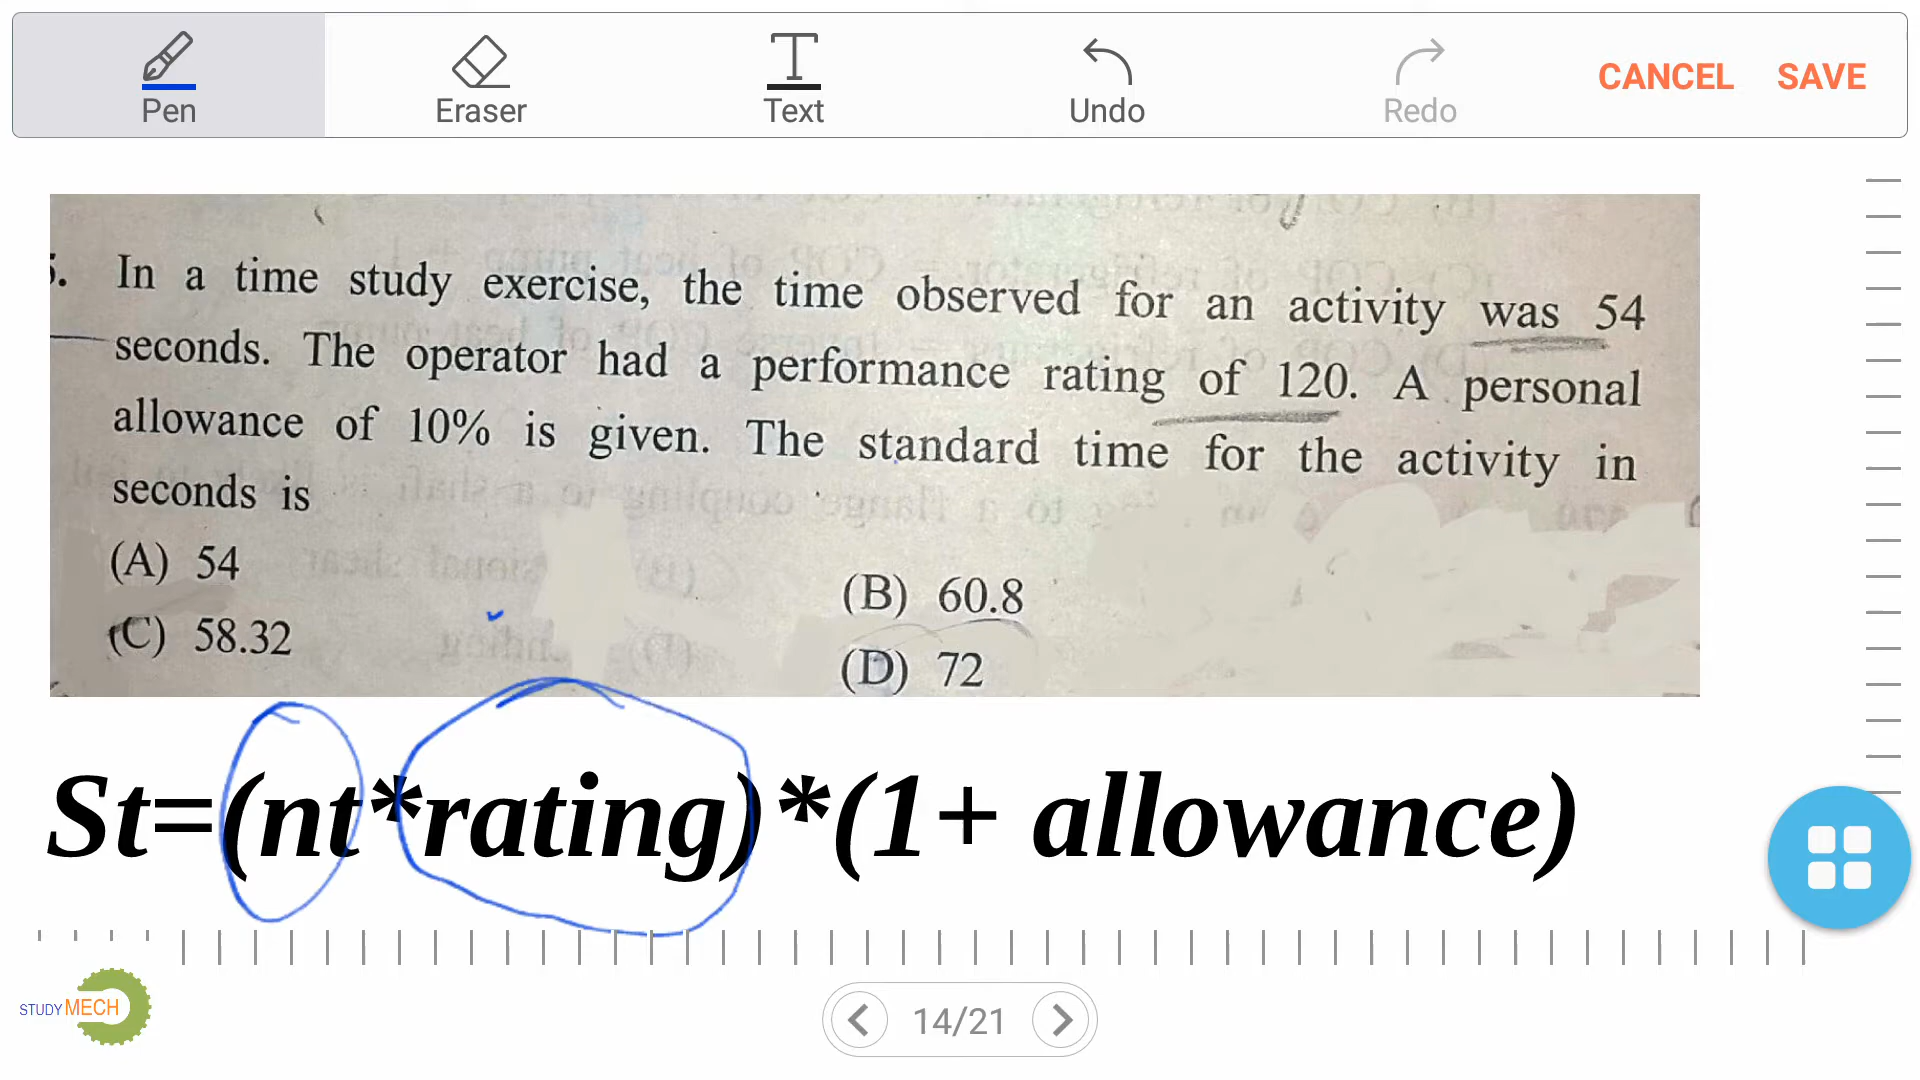 Pen Eraser Text Undo Redo CANCEL SAVE
In a time study exercise, the time observed for an activity was 54
seconds. The operator had a performance rating of 120. A personal
allowance of 10% is given. The standard time for the activity in
seconds is
(A) 54
(B) 60.8
(C) 58.32
(D) 72
St=(nt*rating)*(1+ allowance)
STUDY MECH
14/21